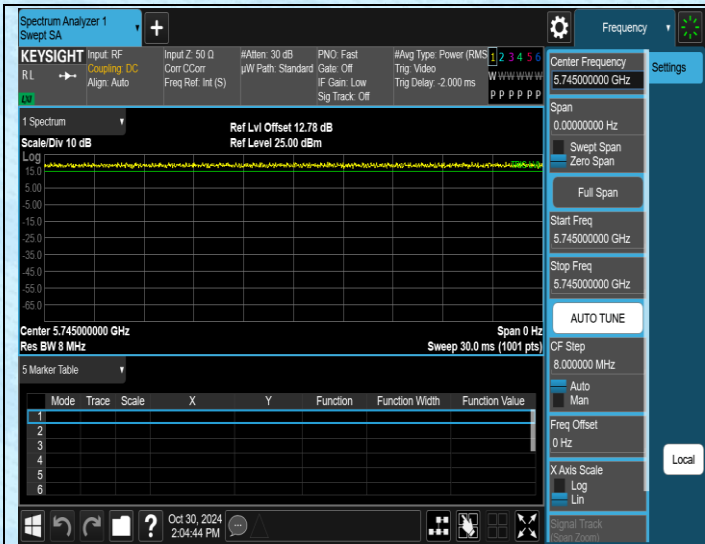 Spectrum Analyzer 1
Swept SA
Frequency
KEYSIGHT
RL
LXI
Input: RF
Coupling: DC
Align: Auto
Input Z: 50 Ω
Corr CCorr
Freq Ref: Int (S)
#Atten: 30 dB
µW Path: Standard
PNO: Fast
Gate: Off
IF Gain: Low
Sig Track: Off
#Avg Type: Power (RMS
Trig: Video
Trig Delay: -2.000 ms
1 2 3 4 5 6
W W W W W W
P P P P P P
Center Frequency
5.745000000 GHz
Settings
Span
0.00000000 Hz
Swept Span
Zero Span
Full Span
Start Freq
5.745000000 GHz
Stop Freq
5.745000000 GHz
AUTO TUNE
CF Step
8.000000 MHz
Auto
Man
Freq Offset
0 Hz
X Axis Scale
Log
Lin
Signal Track
(Span Zoom)
Local
1 Spectrum
Scale/Div 10 dB
Ref Lvl Offset 12.78 dB
Ref Level 25.00 dBm
Log
15.0
5.00
-5.00
-15.0
-25.0
-35.0
-45.0
-55.0
-65.0
Center 5.745000000 GHz
Res BW 8 MHz
Span 0 Hz
Sweep 30.0 ms (1001 pts)
5 Marker Table
Mode Trace Scale X Y Function Function Width Function Value
1
2
3
4
5
6
?
Oct 30, 2024
2:04:44 PM